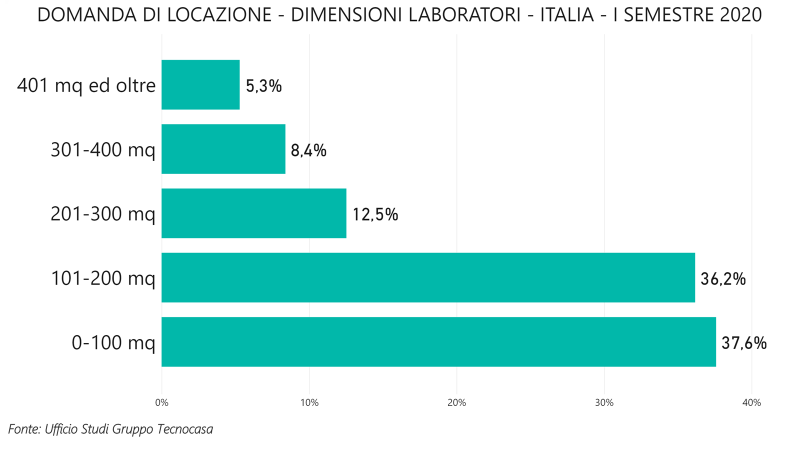 DOMANDA DI LOCAZIONE - DIMENSIONI LABORATORI - ITALIA - I SEMESTRE 2020
401 mq ed oltre 5,3%
301-400 mq 8,4%
201-300 mq 12,5%
101-200 mq 36,2%
0-100 mq 37,6%
0% 10% 20% 30% 40%
Fonte: Ufficio Studi Gruppo Tecnocasa